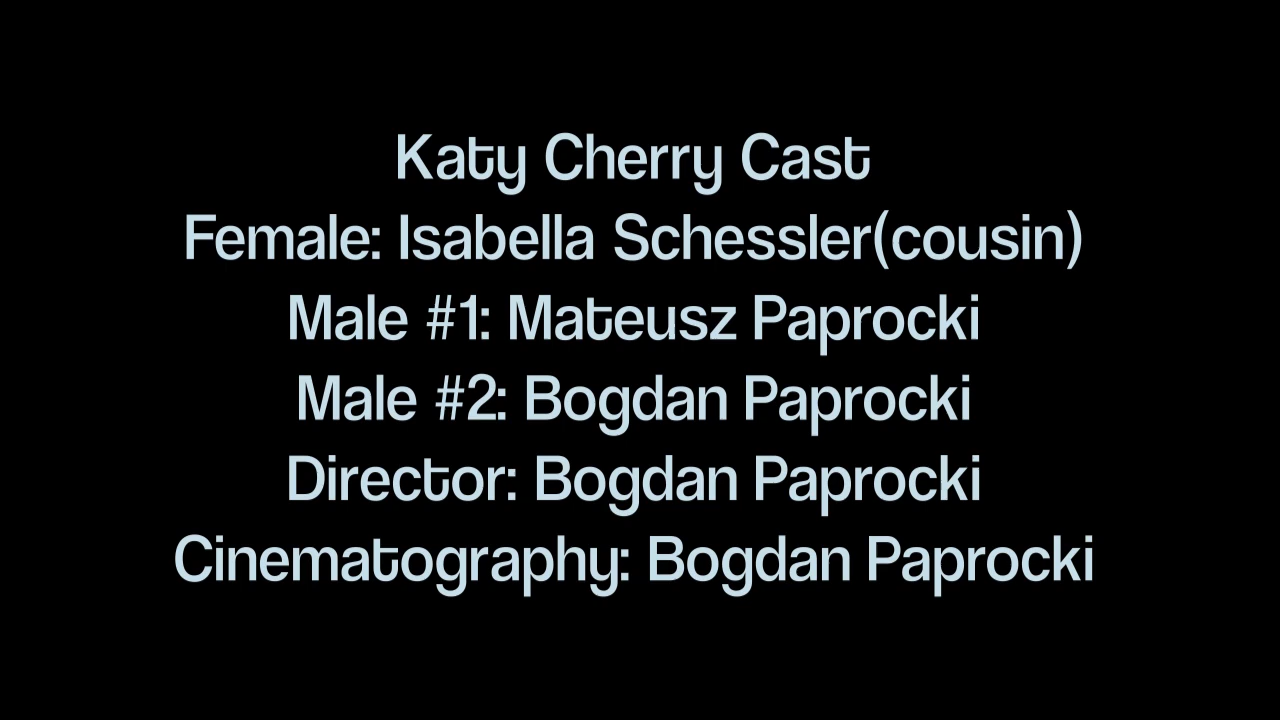 Katy Cherry Cast
Female: Isabella Schessler(cousin)
Male #1: Mateusz Paprocki
Male #2: Bogdan Paprocki
Director: Bogdan Paprocki
Cinematography: Bogdan Paprocki